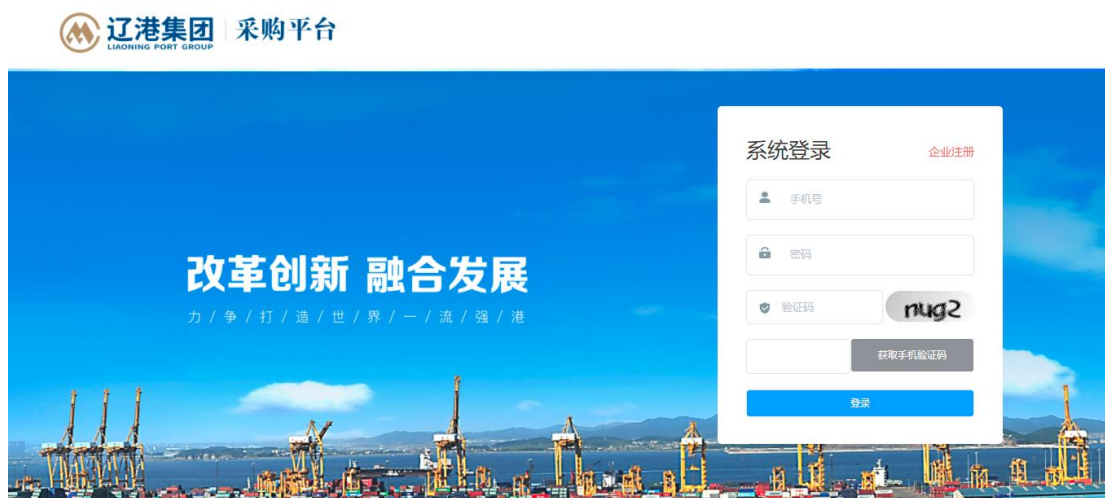 辽港集团 采购平台
LIAONING PORT GROUP
系统登录 企业注册
手机号
密码
改革创新 融合发展
验证码 nug2
力/争/打/造/世/界/一/流/强/港
获取手机验证码
登录